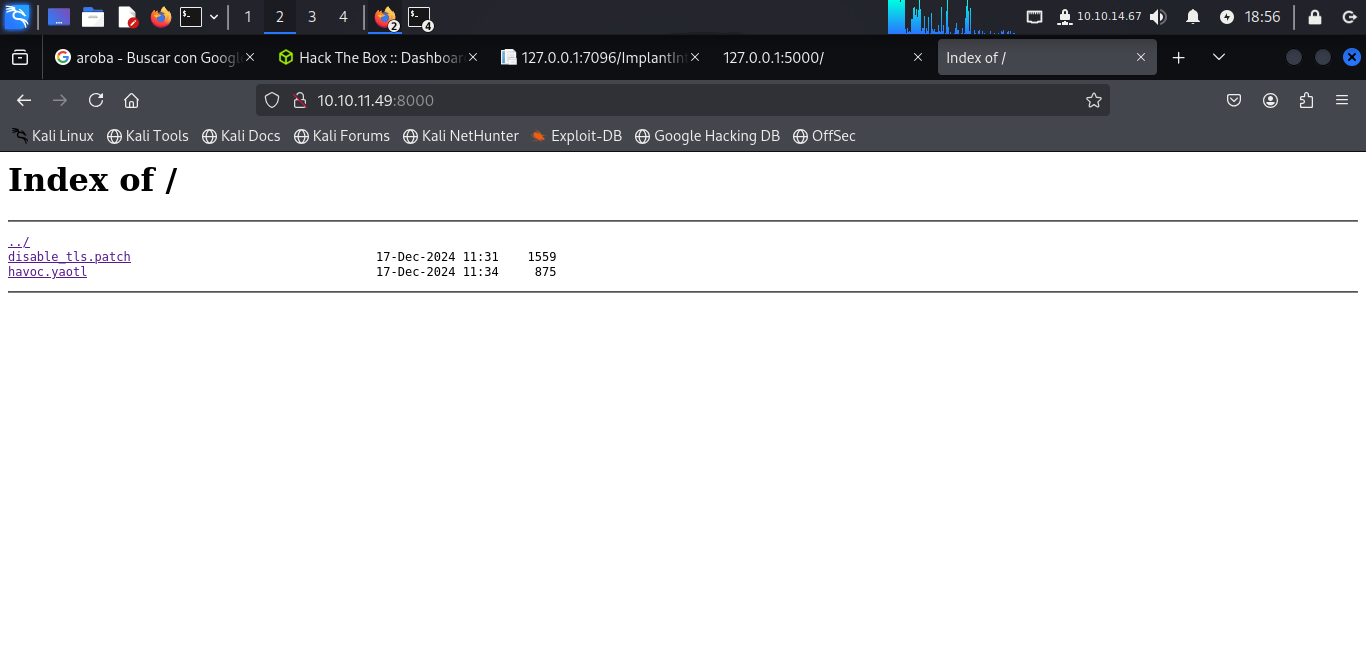 1 2 3 4 2 4 10.10.14.67 18:56
aroba - Buscar con Googl Hack The Box :: Dashboar 127.0.0.1:7096/ImplantIn 127.0.0.1:5000/ Index of /
10.10.11.49:8000
Kali Linux Kali Tools Kali Docs Kali Forums Kali NetHunter Exploit-DB Google Hacking DB OffSec
Index of /
../
disable_tls.patch 17-Dec-2024 11:31 1559
havoc.yaotl 17-Dec-2024 11:34 875